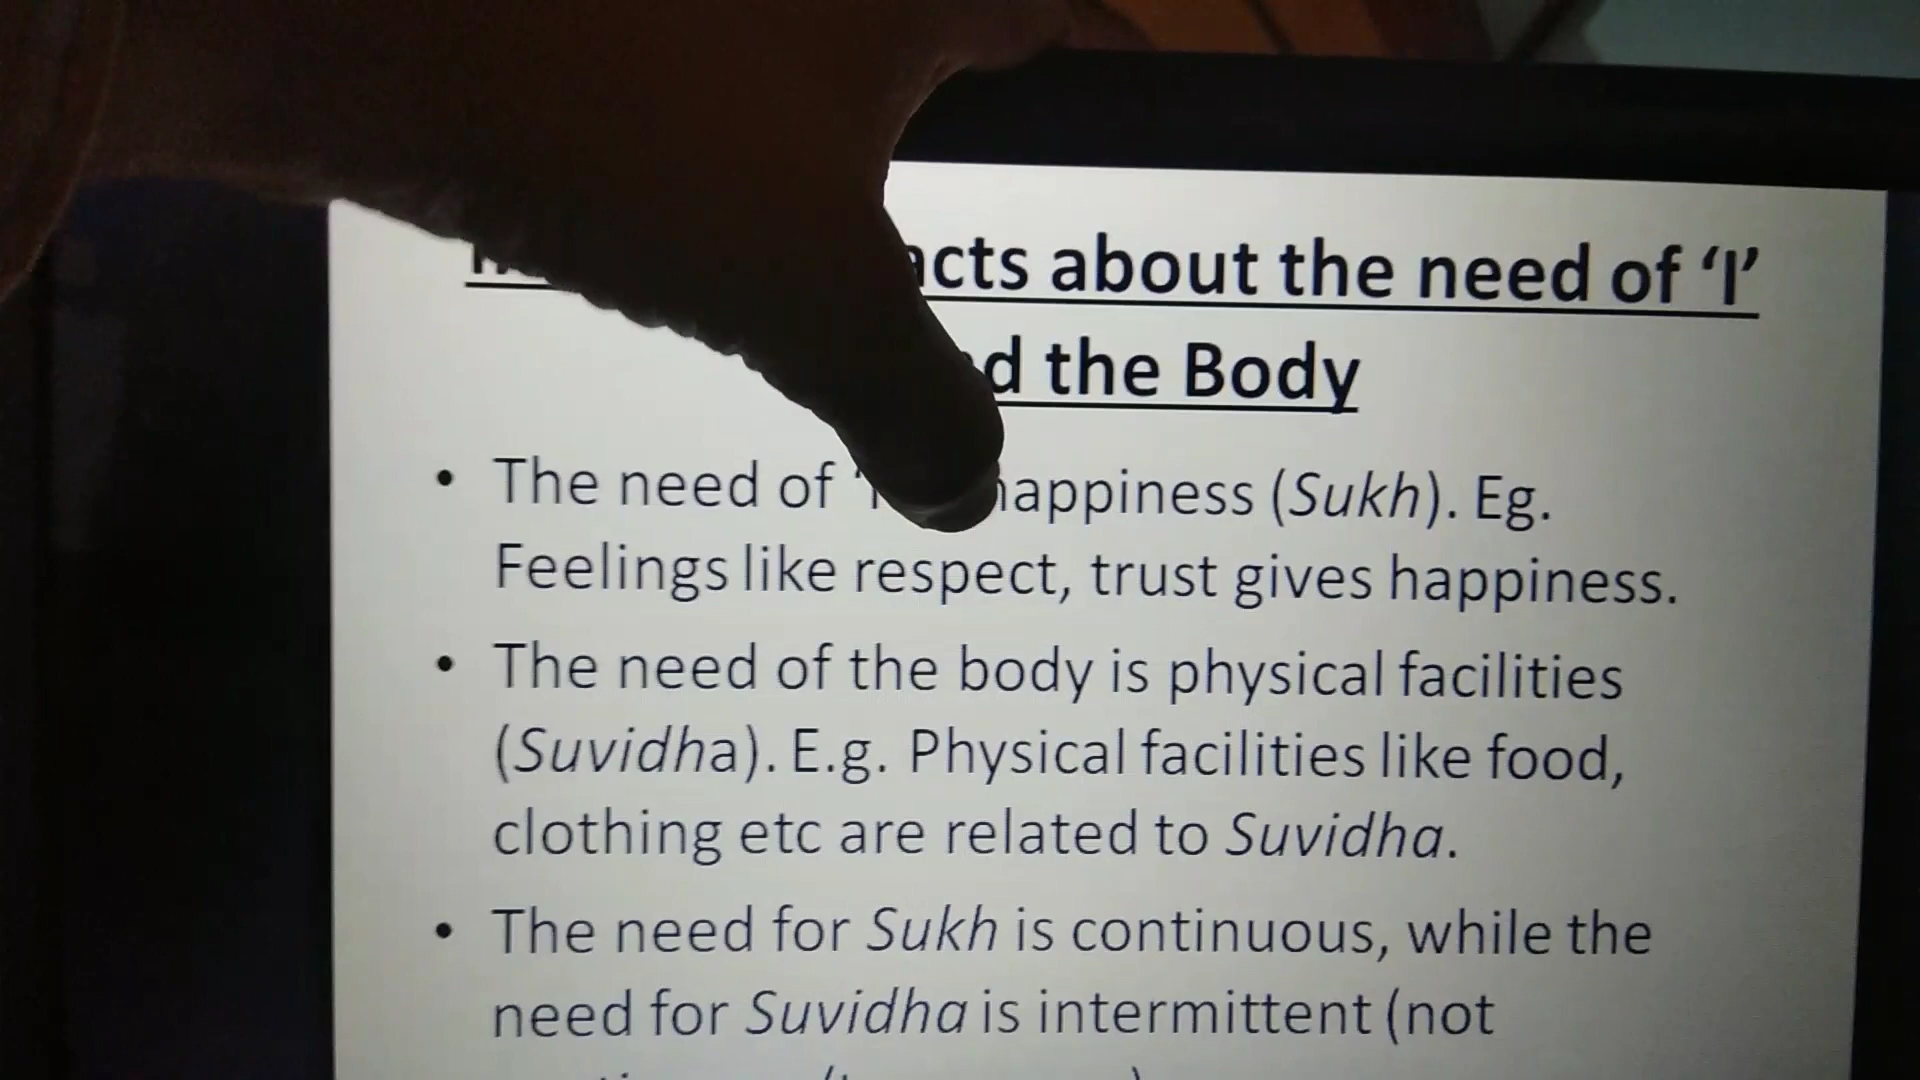 about the need of ‘I’
the Body
• The need of happiness (Sukh). Eg.
Feelings like respect, trust gives happiness.
• The need of the body is physical facilities
(Suvidha). E.g. Physical facilities like food,
clothing etc are related to Suvidha.
• The need for Sukh is continuous, while the
need for Suvidha is intermittent (not